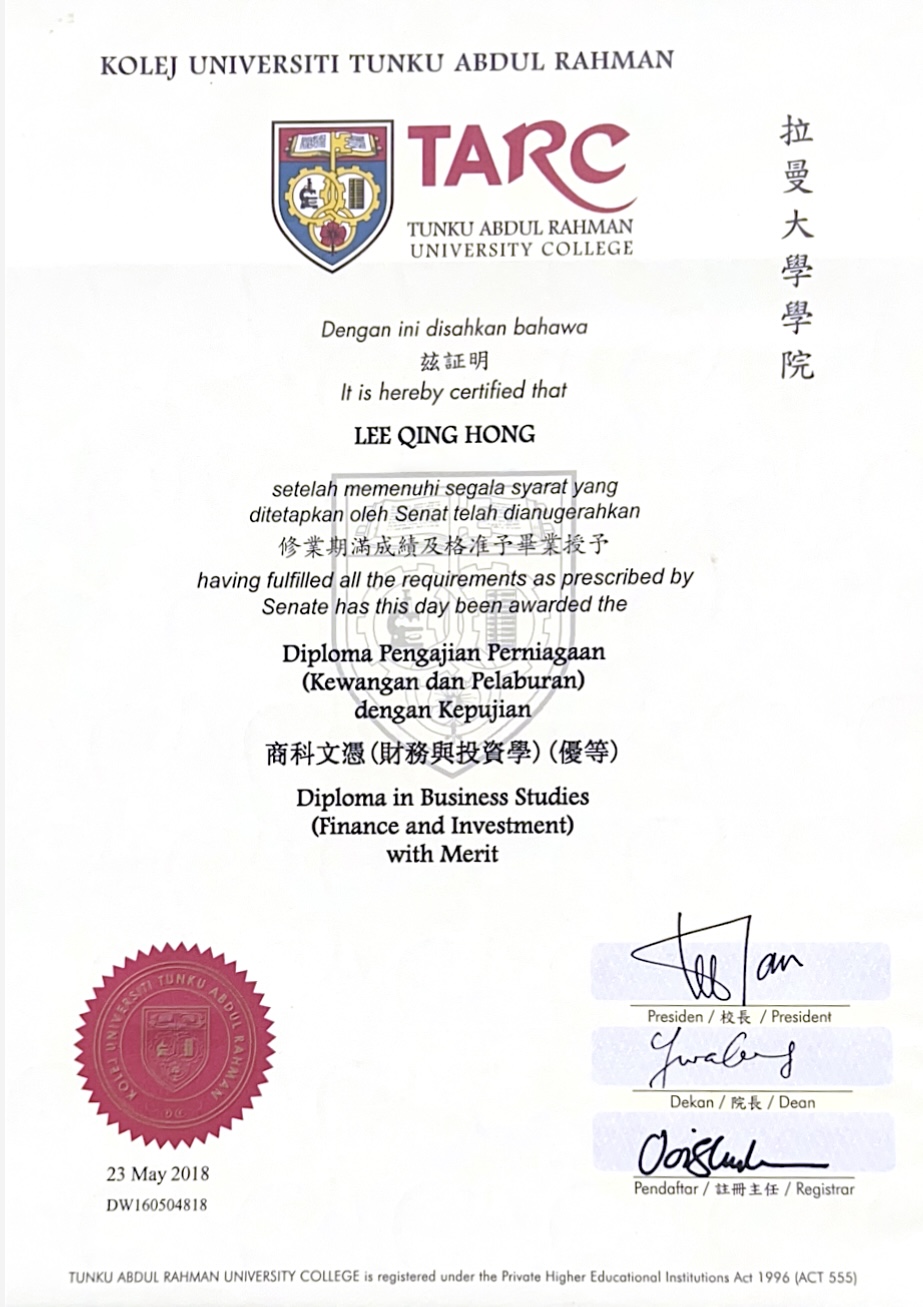 KOLEJ UNIVERSITI TUNKU ABDUL RAHMAN
TARC
TUNKU ABDUL RAHMAN
UNIVERSITY COLLEGE
拉曼大學學院
Dengan ini disahkan bahawa
茲証明
It is hereby certified that
LEE QING HONG
setelah memenuhi segala syarat yang
ditetapkan oleh Senat telah dianugerahkan
修業期滿成績及格准予畢業授予
having fulfilled all the requirements as prescribed by
Senate has this day been awarded the
Diploma Pengajian Perniagaan
(Kewangan dan Pelaburan)
dengan Kepujian
商科文憑(財務與投資學)(優等)
Diploma in Business Studies
(Finance and Investment)
with Merit
Presiden / 校長 / President
Dekan / 院長 / Dean
Pendaftar / 註冊主任 / Registrar
KOLEJ UNIVERSITI TUNKU ABDUL RAHMAN
23 May 2018
DW160504818
TUNKU ABDUL RAHMAN UNIVERSITY COLLEGE is registered under the Private Higher Educational Institutions Act 1996 (ACT 555)